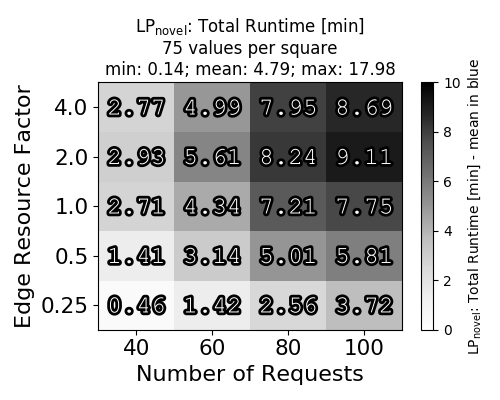 LPnovel: Total Runtime [min]
75 values per square
min: 0.14; mean: 4.79; max: 17.98
Edge Resource Factor
4.0 2.77 4.99 7.95 8.69
2.0 2.93 5.61 8.24 9.11
1.0 2.71 4.34 7.21 7.75
0.5 1.41 3.14 5.01 5.81
0.25 0.46 1.42 2.56 3.72
40 60 80 100
Number of Requests
10
8
6
4
2
0
LPnovel: Total Runtime [min] - mean in blue